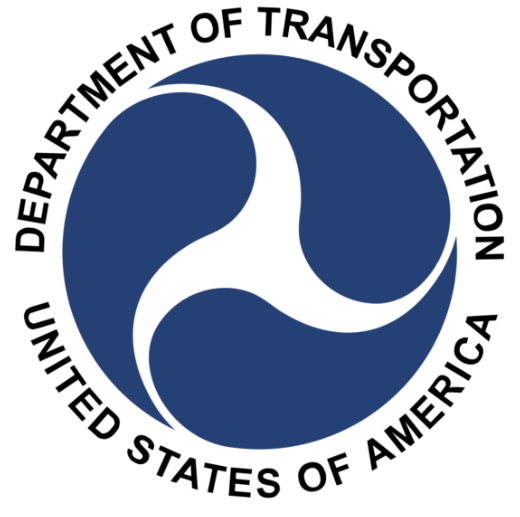 DEPARTMENT OF TRANSPORTATION
UNITED STATES OF AMERICA